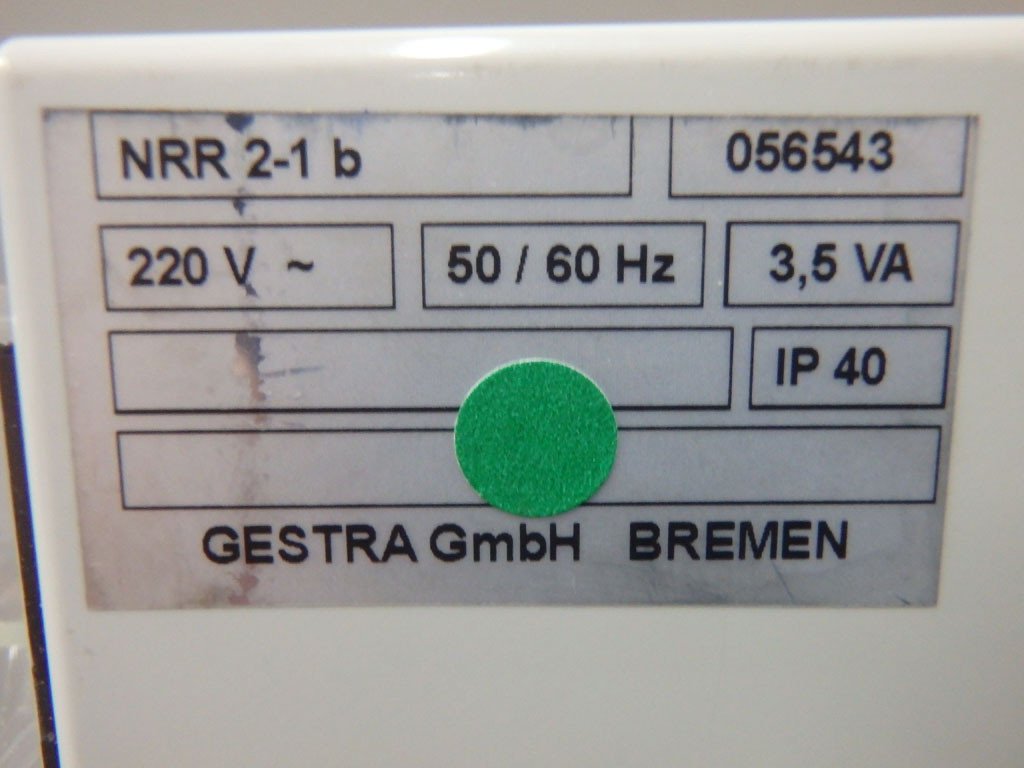 NRR 2-1 b 056543
220 V ~ 50 / 60 Hz 3,5 VA
IP 40
GESTRA GmbH BREMEN